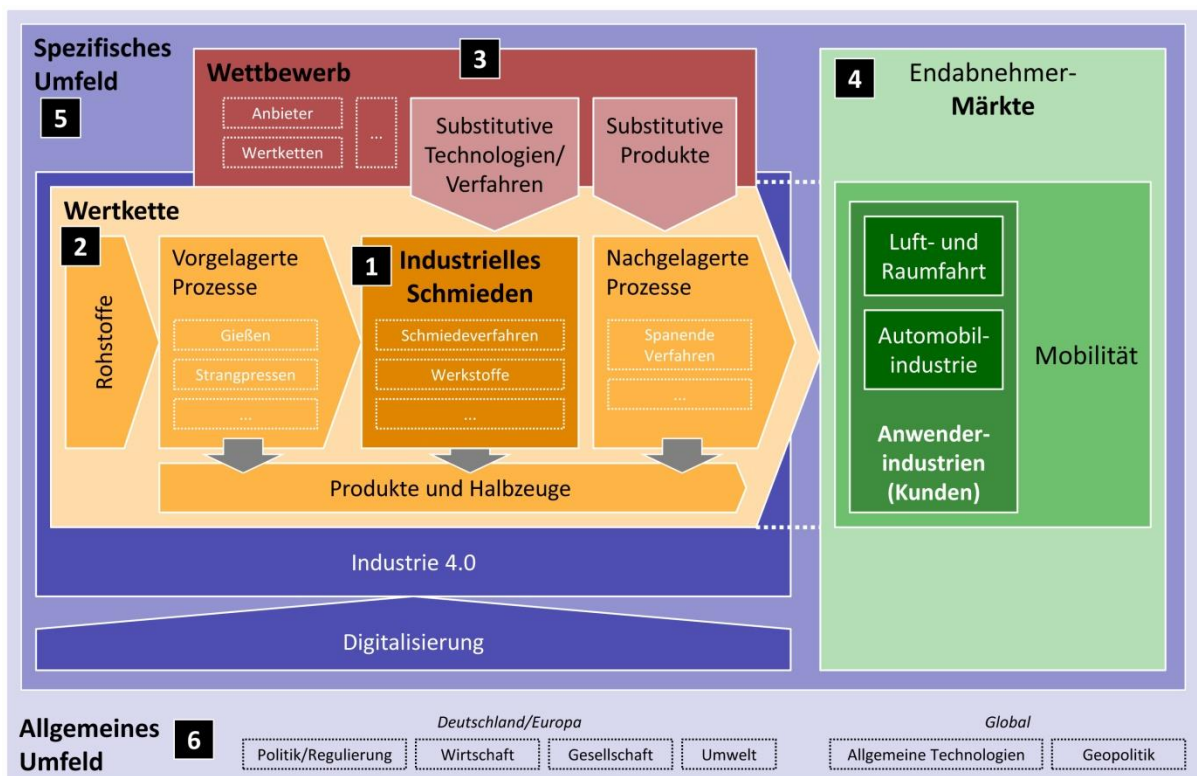 Spezifisches
Umfeld
5
Wettbewerb
3
Anbieter
Wertketten
...
Substitutive
Technologien/
Verfahren
Substitutive
Produkte
4
Endabnehmer-
Märkte
Wertkette
2
Rohstoffe
Vorgelagerte
Prozesse
Gießen
Strangpressen
...
1
Industrielles
Schmieden
Schmiedeverfahren
Werkstoffe
...
Nachgelagerte
Prozesse
Spanende
Verfahren
...
Produkte und Halbzeuge
Luft- und
Raumfahrt
Automobil-
industrie
Mobilität
Anwender-
industrien
(Kunden)
Industrie 4.0
Digitalisierung
Allgemeines
Umfeld
6
Deutschland/Europa
Politik/Regulierung
Wirtschaft
Gesellschaft
Umwelt
Global
Allgemeine Technologien
Geopolitik